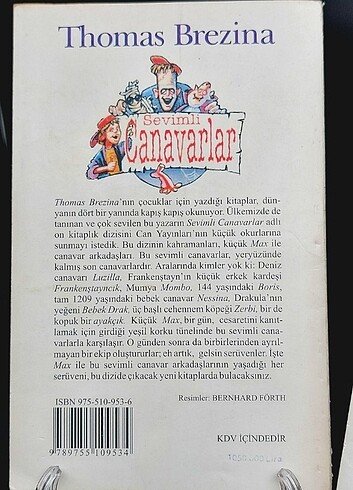 Thomas Brezina
Sevimli
Canavarlar
Thomas Brezina'nın çocuklar için yazdığı kitaplar, dün-
yanın dört bir yanında kapış kapış okunuyor. Ülkemizde de
tanınan ve çok sevilen bu yazarın Sevimli Canavarlar adlı
on kitaplık dizisini Can Yayınları'nın küçük okurlarına
sunmayı istedik. Bu dizinin kahramanları, küçük Max ile
canavar arkadaşları. Bu sevimli canavarlar, yeryüzünde
kalmış son canavarlardır. Aralarında kimler yok ki: Deniz
canavarı Luzilla, Frankenştayn'ın küçük erkek kardeşi
Frankenştayncık, Mumya Mombo, 144 yaşındaki Boris,
tam 1209 yaşındaki bebek canavar Nessina, Drakula'nın
yeğeni Bebek Drak, üç başlı cehennem köpeği Zerbi, bir
de kopuk bir ayakçık. Küçük Max, bir gün, cesaretini kanıt-
lamak için girdiği yeşil korku tünelinde bu sevimli cana-
varlarla karşılaşır. O günden sonra da birbirlerinden ayrıl-
mayan bir ekip oluştururlar; eh artık, gelsin serüvenler. İşte
Max ile bu sevimli canavar arkadaşlarının yaşadığı her
serüveni, bu dizide çıkacak yeni kitaplarda bulacaksınız.
ISBN 975-510-953-6
Resimler: BERNHARD FÖRTH
9 789755 109534
KDV İÇİNDEDİR
1050.000 Lira